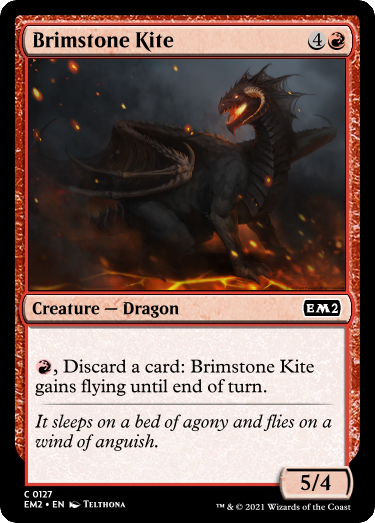 Brimstone Kite 4
Creature — Dragon EM2
, Discard a card: Brimstone Kite
gains flying until end of turn.
It sleeps on a bed of agony and flies on a
wind of anguish.
5/4
C 0127
EM2 • EN Telthona
™ & © 2021 Wizards of the Coast